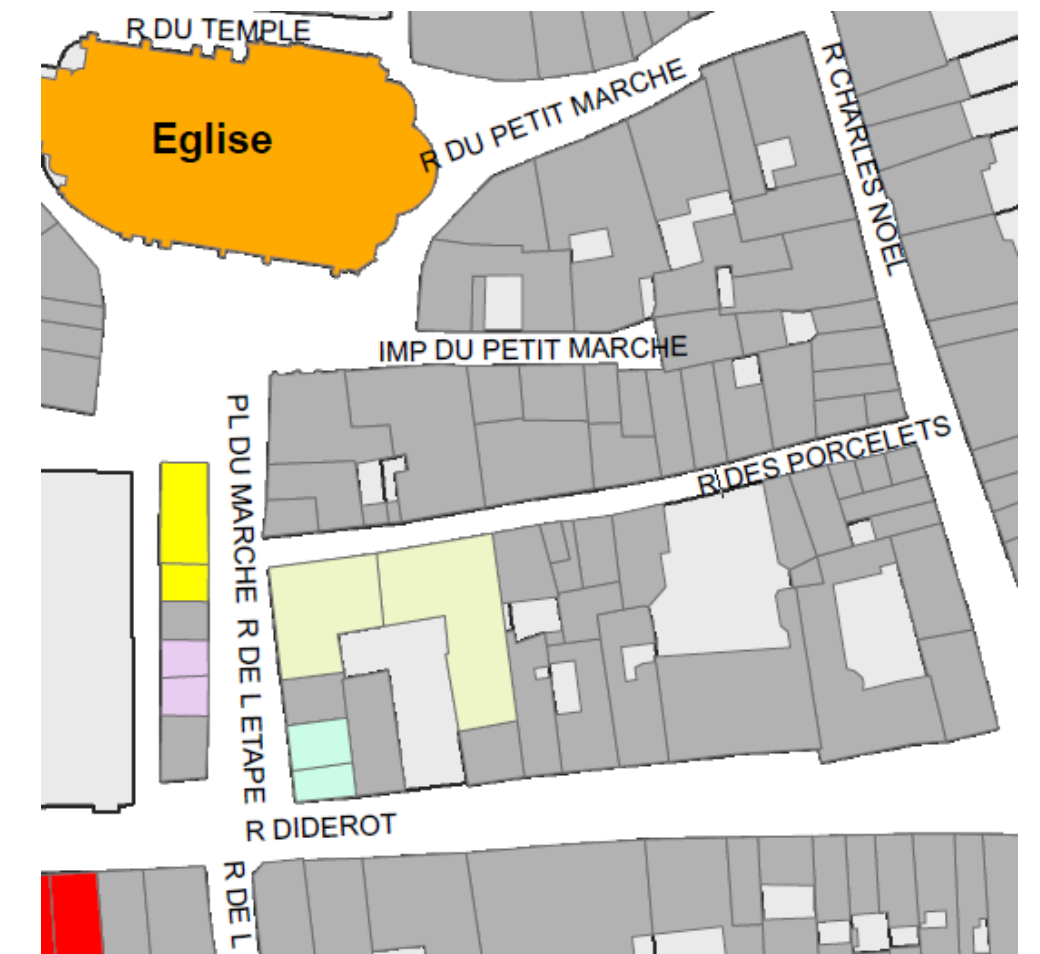 R DU TEMPLE
Eglise
R DU PETIT MARCHE
R CHARLES NOEL
IMP DU PETIT MARCHE
PL DU MARCHE
R DES PORCELETS
R DE L ETAPE
R DIDEROT
R DE L